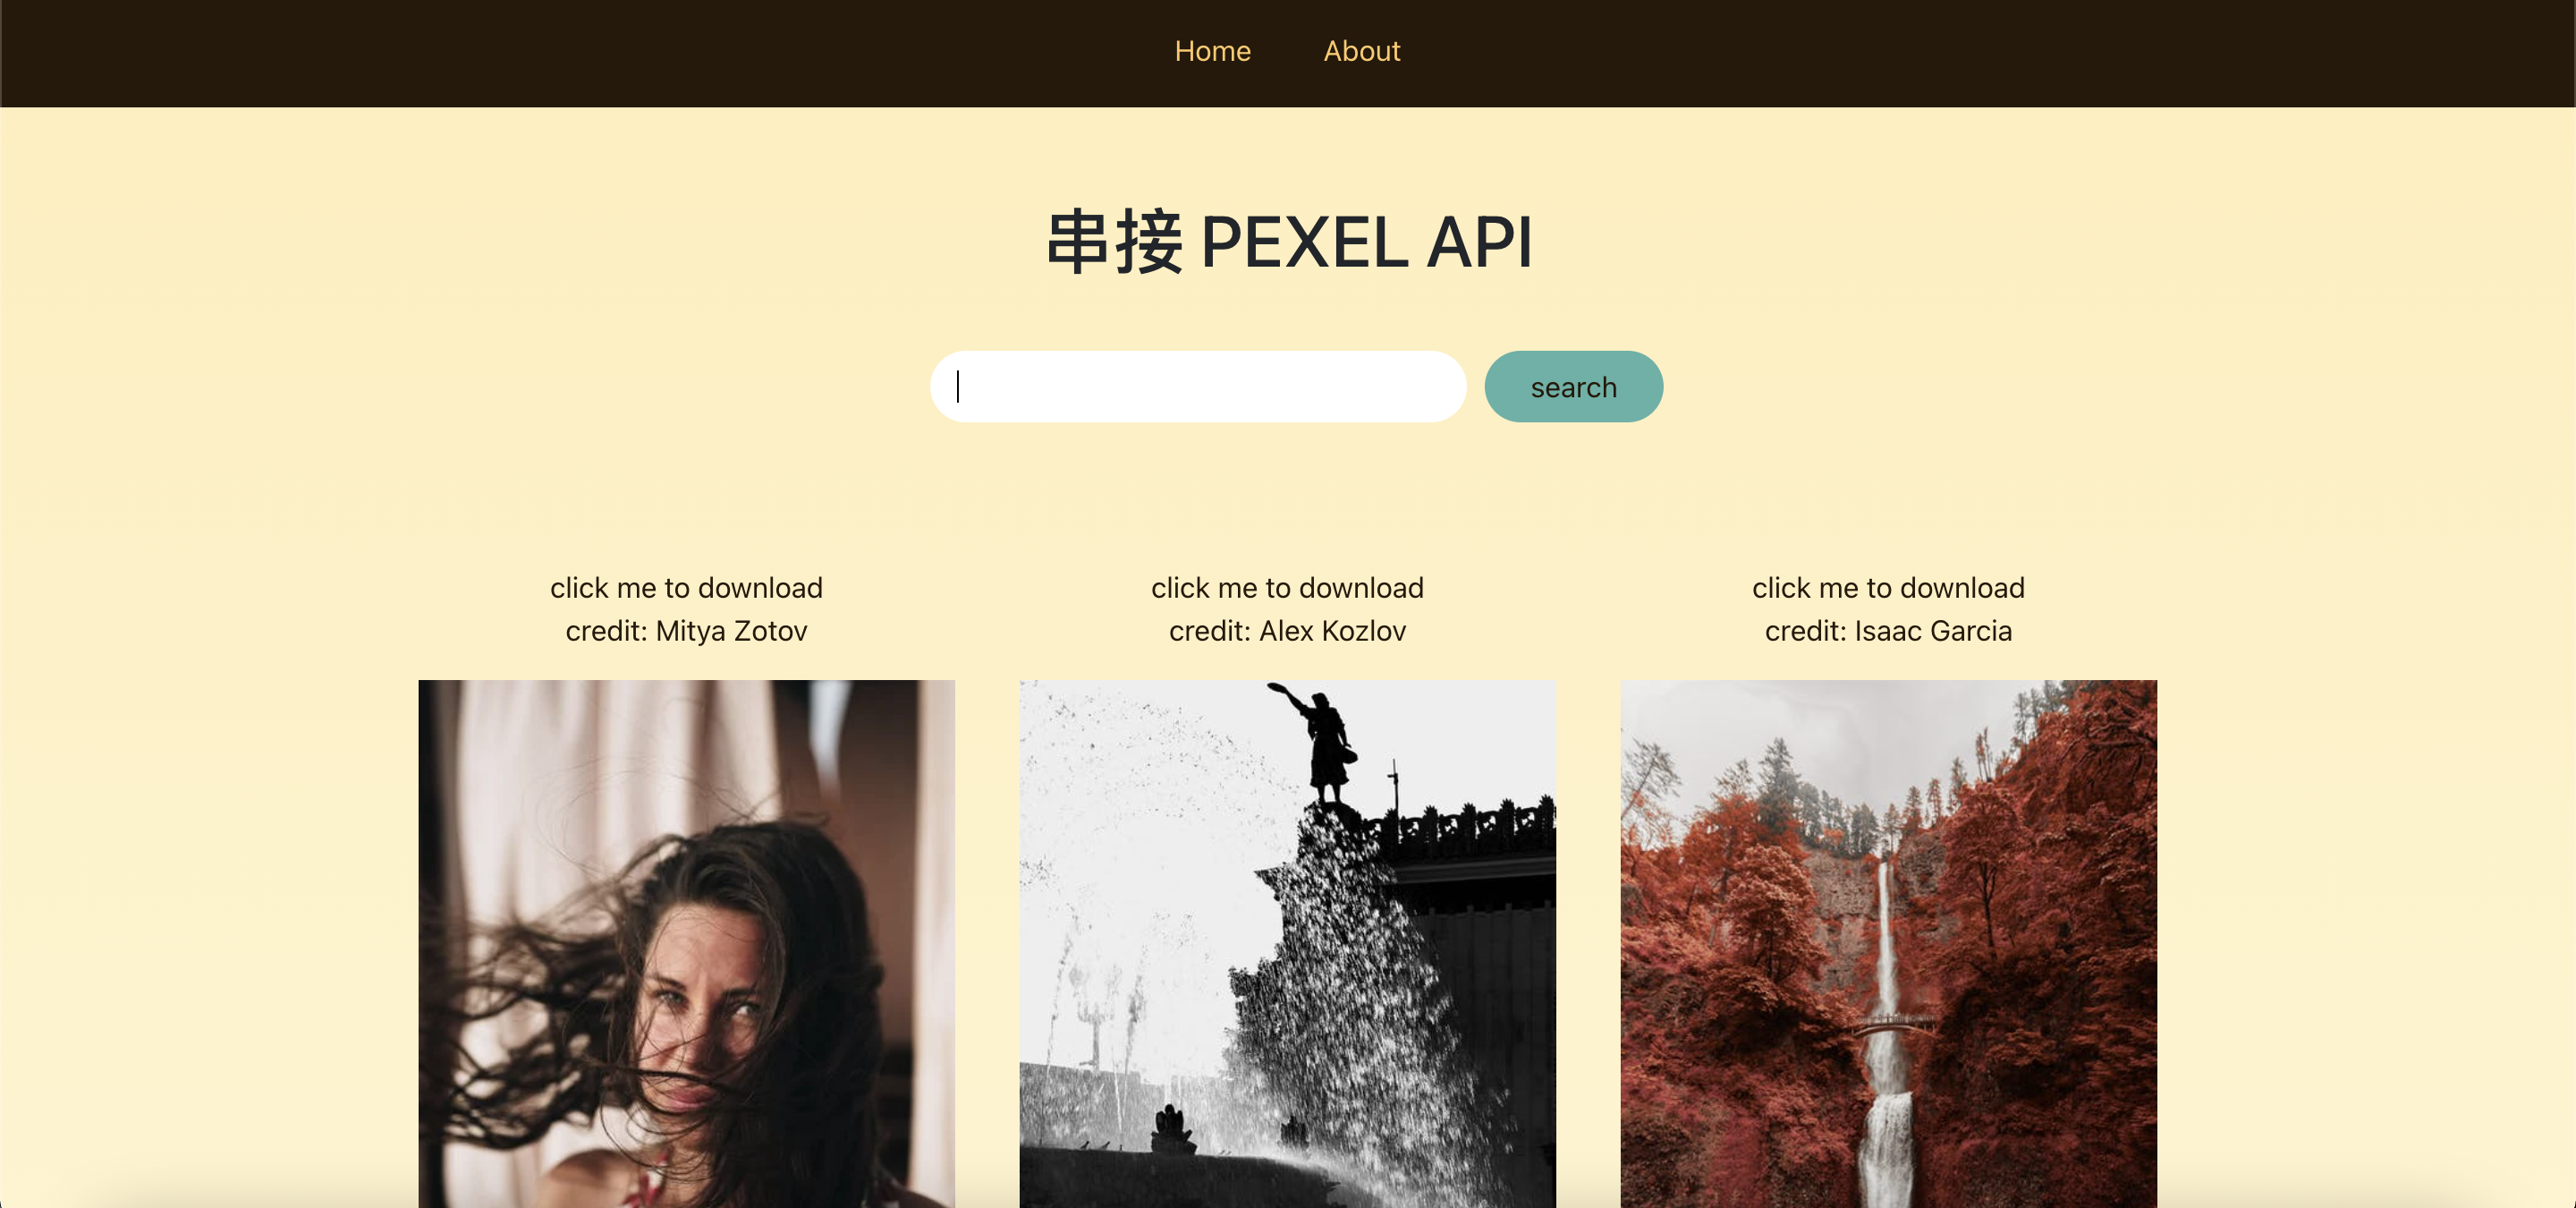 Home About
串接 PEXEL API
search
click me to download
credit: Mitya Zotov
click me to download
credit: Alex Kozlov
click me to download
credit: Isaac Garcia